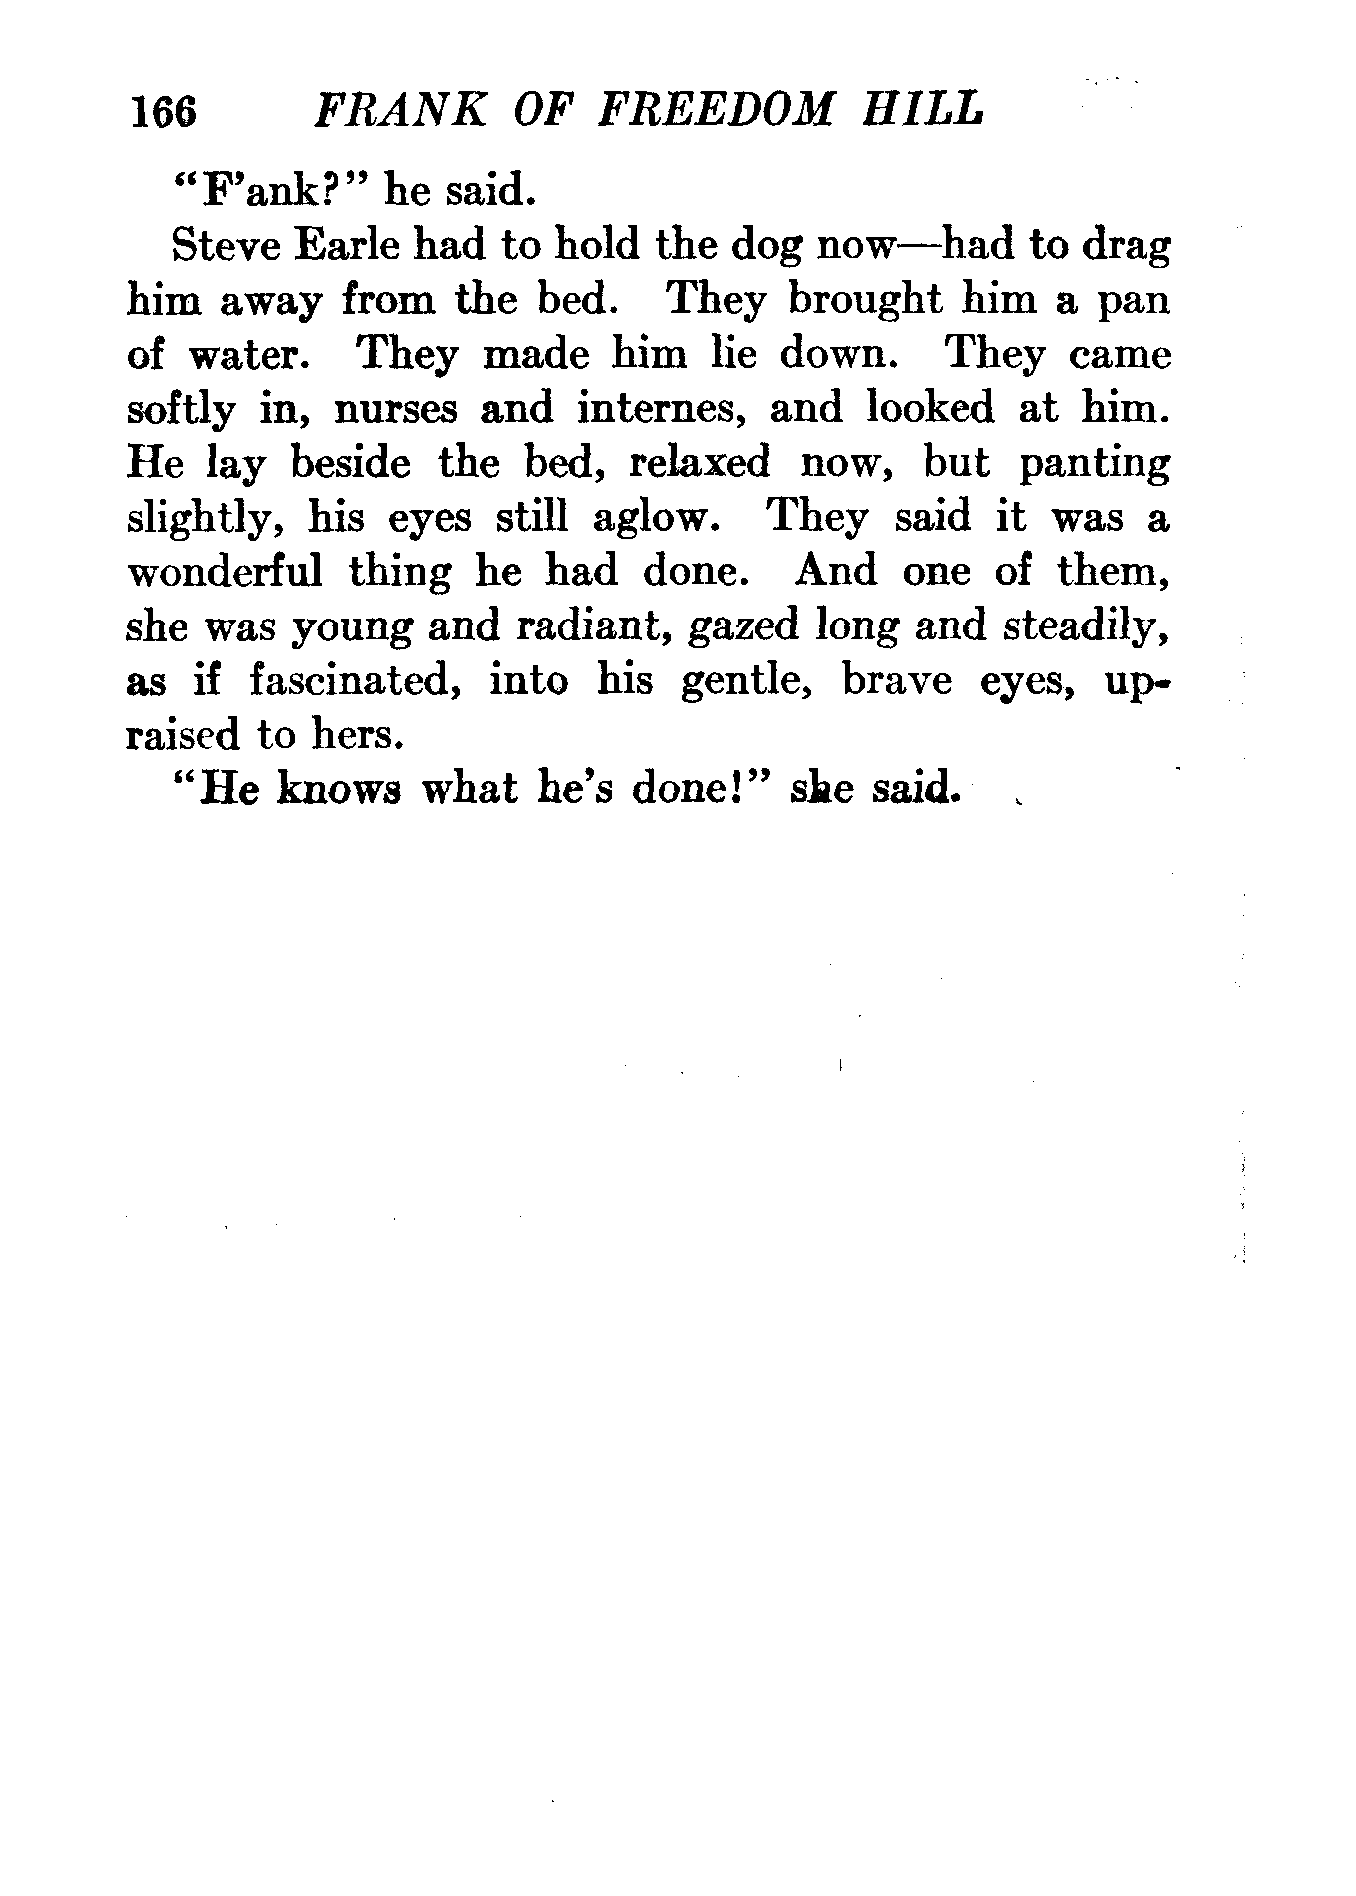 166 FRANK OF FREEDOM HILL
“F’ank?” he said.
Steve Earle had to hold the dog now—had to drag
him away from the bed. They brought him a pan
of water. They made him lie down. They came
softly in, nurses and internes, and looked at him.
He lay beside the bed, relaxed now, but panting
slightly, his eyes still aglow. They said it was a
wonderful thing he had done. And one of them,
she was young and radiant, gazed long and steadily,
as if fascinated, into his gentle, brave eyes, up-
raised to hers.
“He knows what he’s done!” she said.